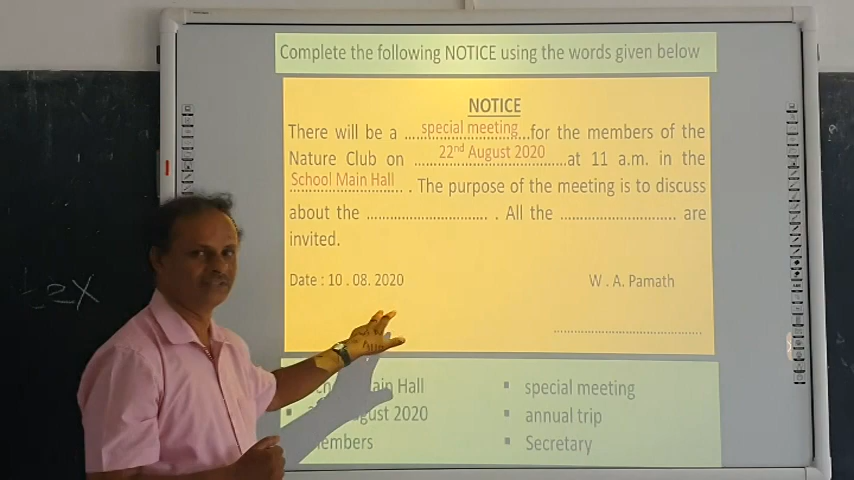 Complete the following NOTICE using the words given below
NOTICE
There will be a ....special meeting....for the members of the
Nature Club on ....22nd August 2020....at 11 a.m. in the
School Main Hall . The purpose of the meeting is to discuss
about the ................................. . All the ................................ are
invited.
Date : 10 . 08. 2020 W . A. Pamath
........................................
Main Hall ▪ special meeting
▪ August 2020 ▪ annual trip
▪ Secretary